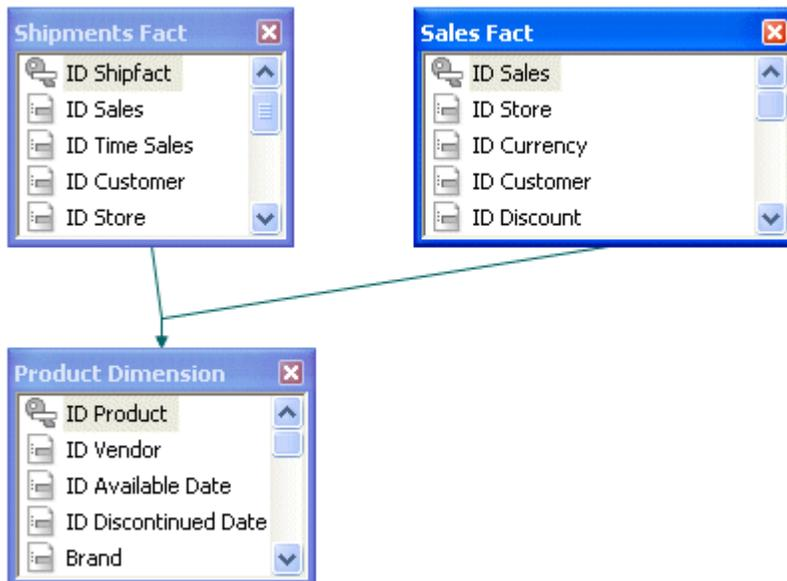 Shipments Fact
ID Shipfact
ID Sales
ID Time Sales
ID Customer
ID Store
Sales Fact
ID Sales
ID Store
ID Currency
ID Customer
ID Discount
Product Dimension
ID Product
ID Vendor
ID Available Date
ID Discontinued Date
Brand